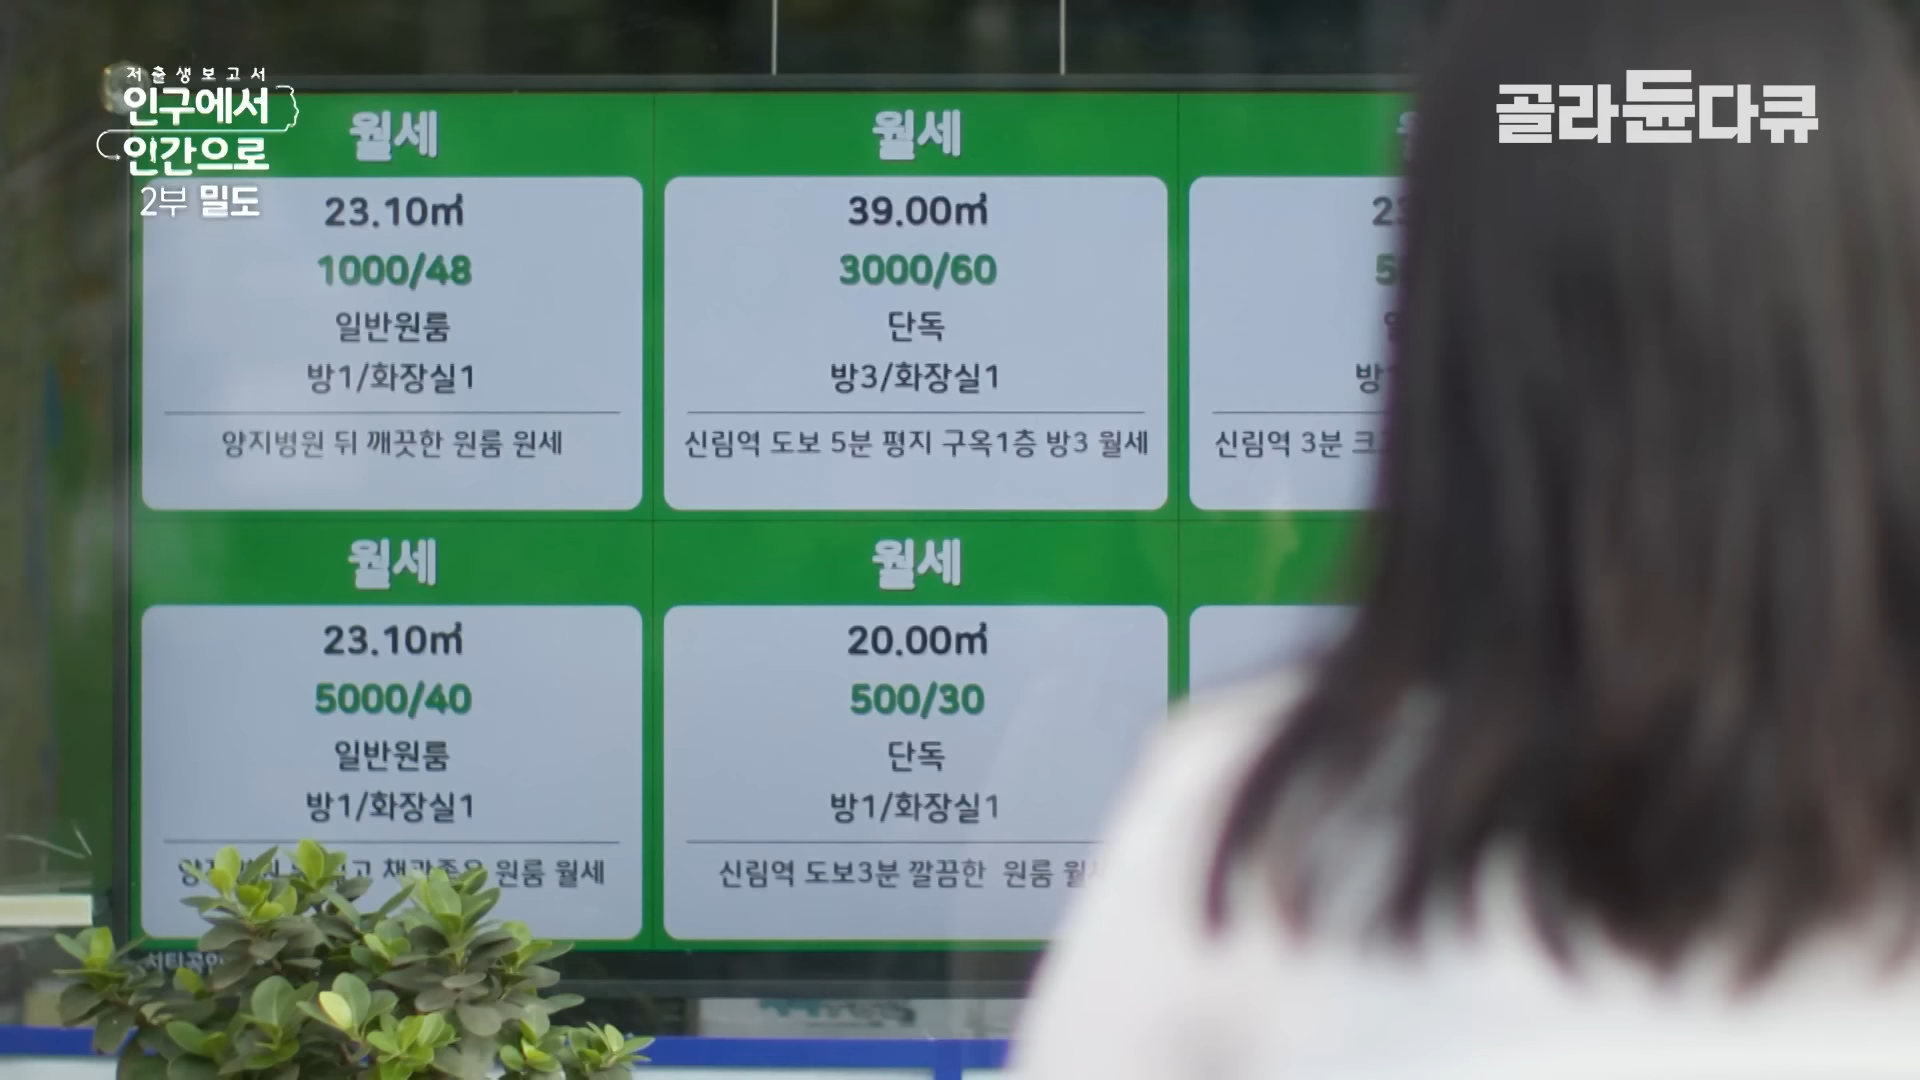 저출생보고서
인구에서
인간으로
2부 밀도
골라듄다큐
월세
23.10㎡
1000/48
일반원룸
방1/화장실1
양지병원 뒤 깨끗한 원룸 원세
월세
39.00㎡
3000/60
단독
방3/화장실1
신림역 도보 5분 평지 구옥1층 방3 월세
신림역 3분
월세
23.10㎡
5000/40
일반원룸
방1/화장실1
원룸 월세
월세
20.00㎡
500/30
단독
방1/화장실1
신림역 도보3분 깔끔한 원룸